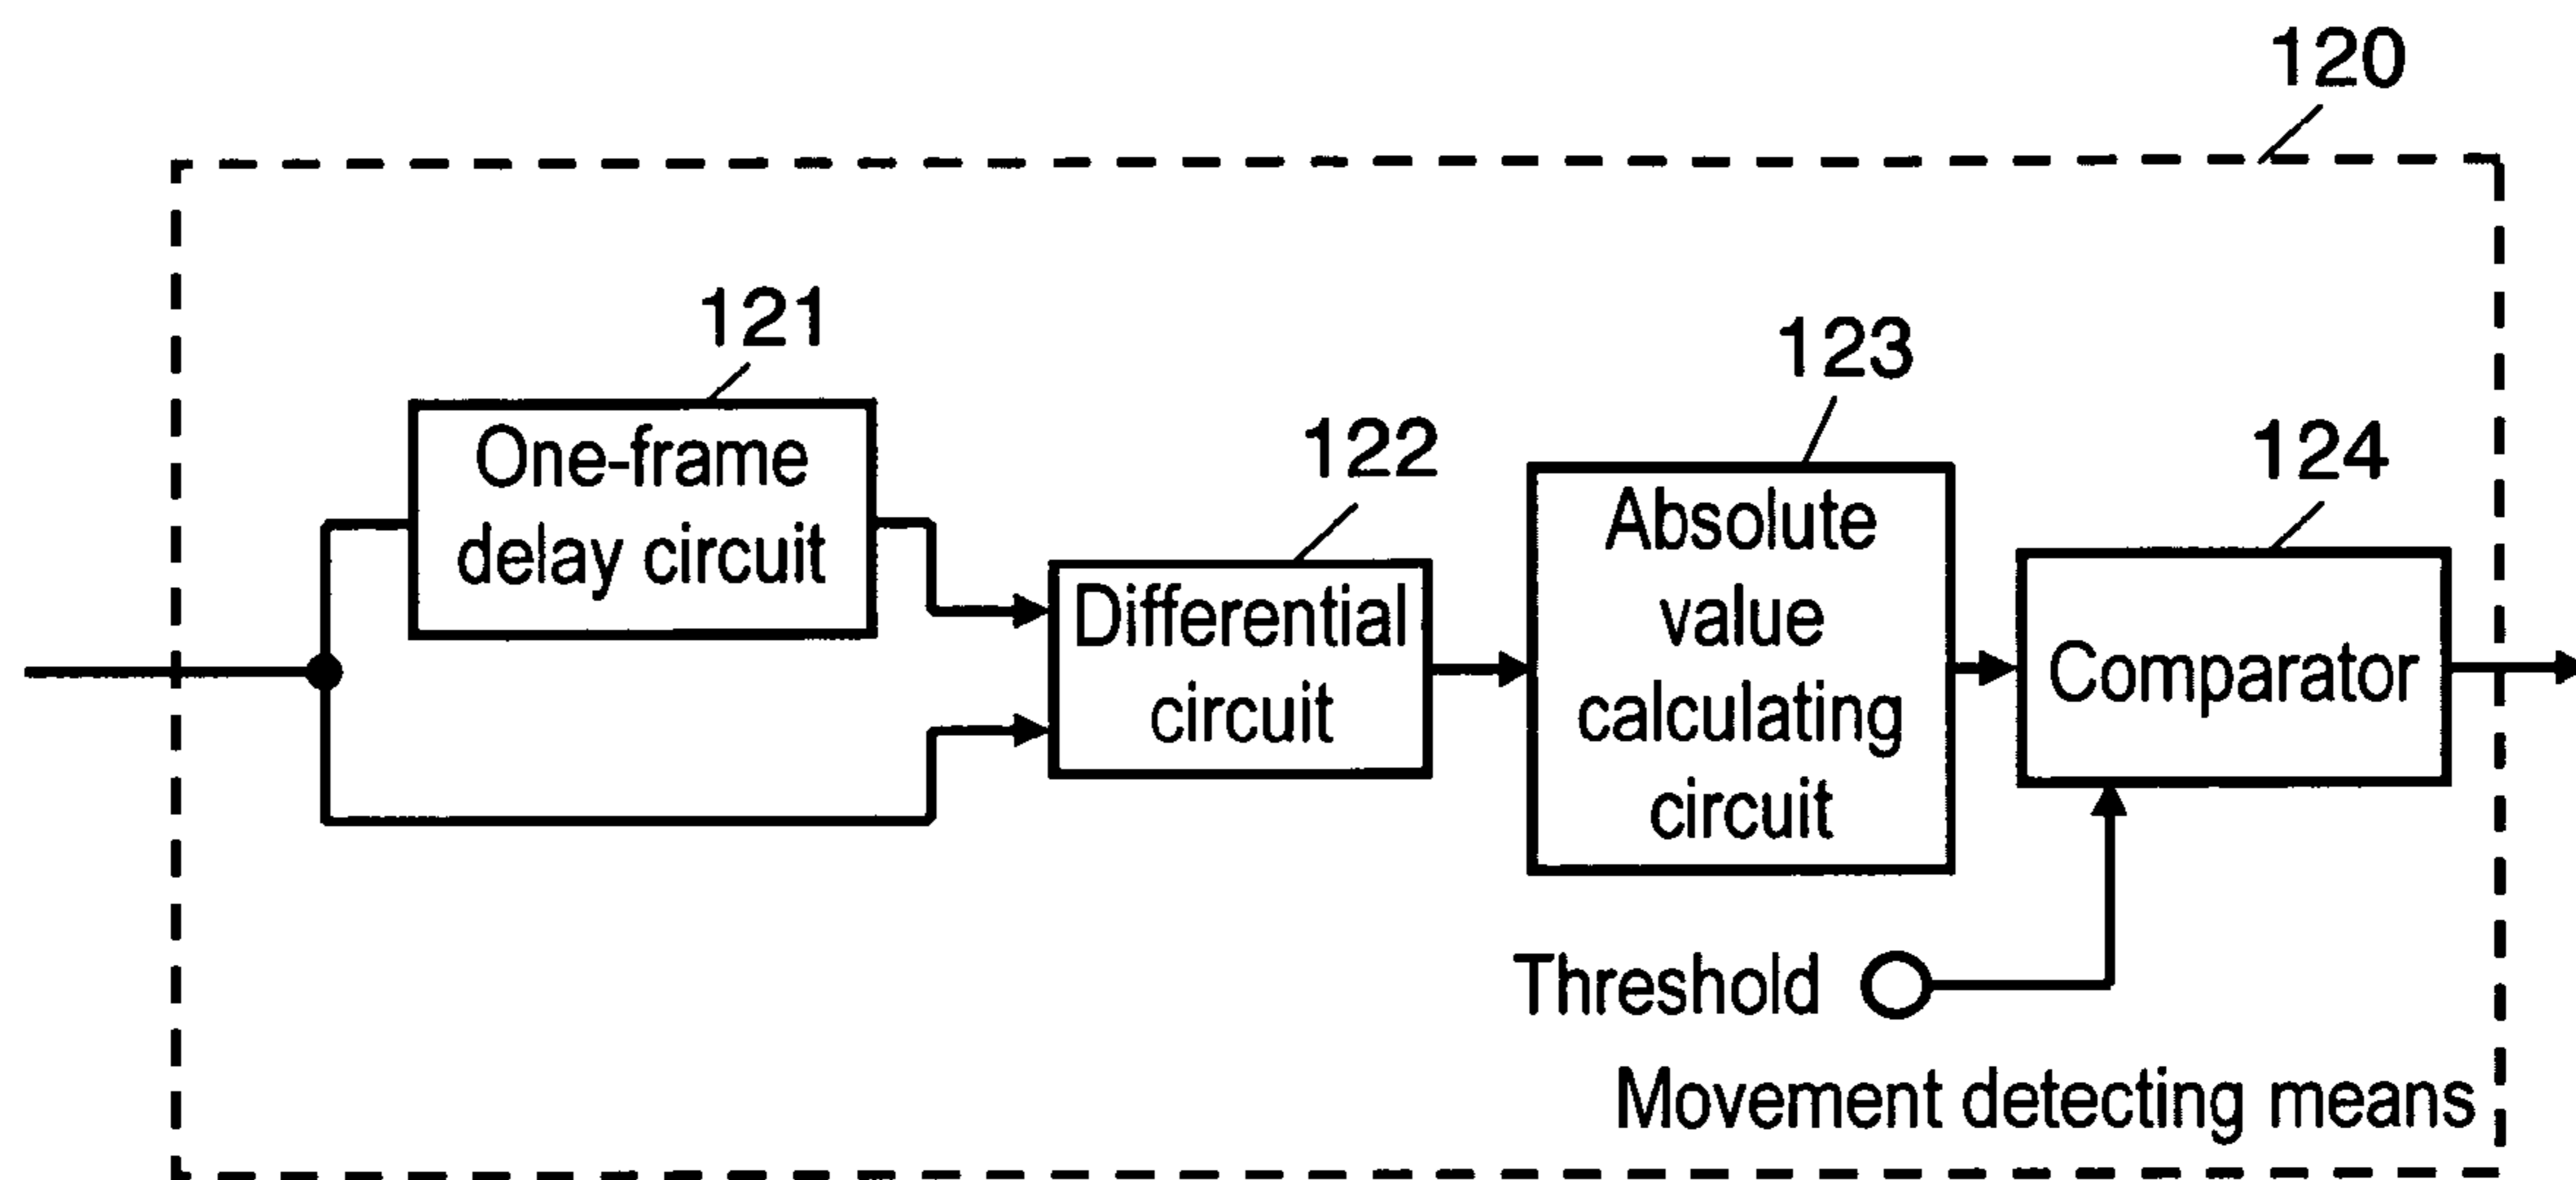 120
121
One-frame
delay circuit
122
Differential
circuit
123
Absolute
value
calculating
circuit
124
Comparator
Threshold
Movement detecting means